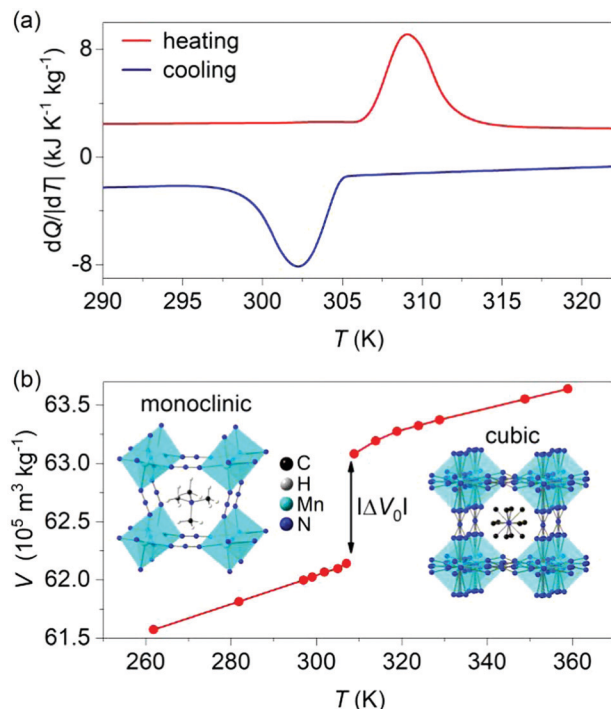 (a)
heating
cooling
8
0
-8
dQ/|dT| (kJ K⁻¹ kg⁻¹)
290 295 300 305 310 315 320
T (K)
(b)
63.5
63.0
62.5
62.0
61.5
V (10⁵ m³ kg⁻¹)
monoclinic
C
H
Mn
N
|ΔV₀|
cubic
260 280 300 320 340 360
T (K)